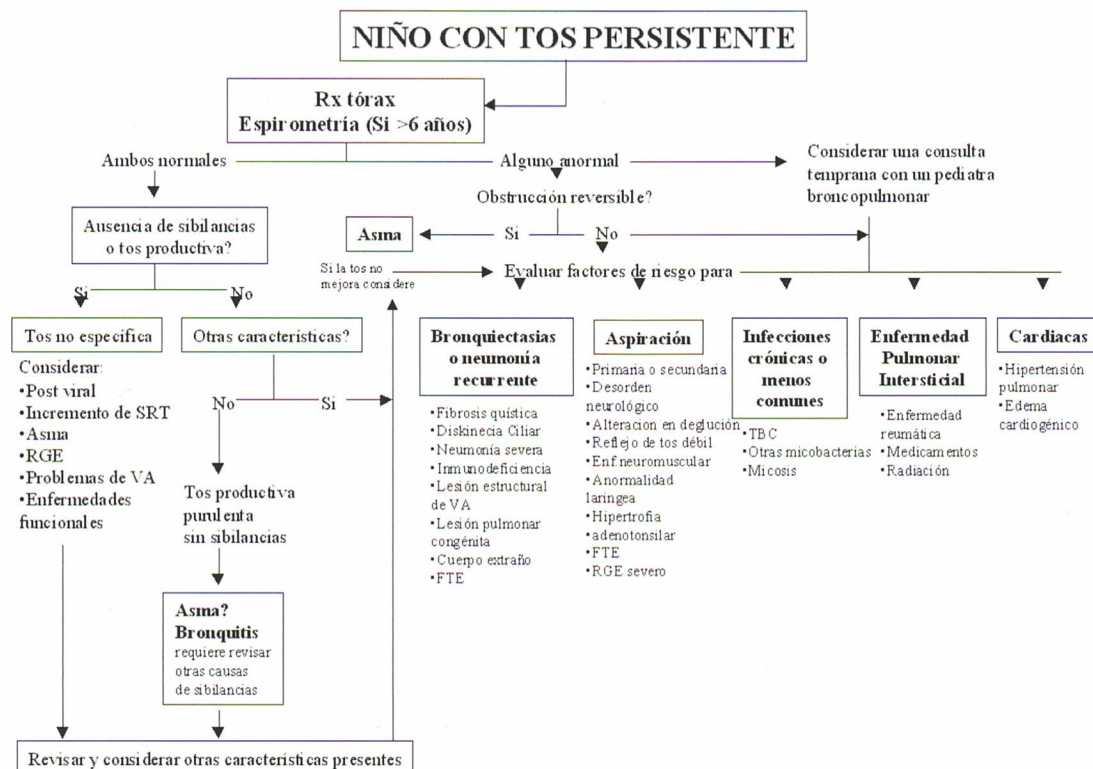 NIÑO CON TOS PERSISTENTE
Rx tórax
Espirometría (Si >6 años)
Ambos normales
Alguno anormal
Considerar una consulta
temprana con un pediatra
broncopulmonar
Obstrucción reversible?
Ausencia de sibilancias
o tos productiva?
Asma
Si
No
Si la tos no
mejora considere
Evaluar factores de riesgo para
Si
No
Tos no específica
Considerar:
•Post viral
•Incremento de SRT
•Asma
•RGE
•Problemas de VA
•Enfermedades
funcionales
Otras características?
No
Si
Tos productiva
purulenta
sin sibilancias
Asma?
Bronquitis
requiere revisar
otras causas
de sibilancias
Revisar y considerar otras características presentes
Bronquiectasias
o neumonía
recurrente
•Fibrosis quística
•Diskinecia Ciliar
•Neumonía severa
•Inmunodeficiencia
•Lesión estructural
de VA
•Lesión pulmonar
congénita
•Cuerpo extraño
•FTE
Aspiración
•Primaria o secundaria
•Desorden
neurológico
•Alteracion en deglución
•Reflejo de tos débil
•Enf neuromuscular
•Anormalidad
laringea
•Hipertrofia
•adenotonsilar
•FTE
•RGE severo
Infecciones
crónicas o
menos
comunes
•TBC
•Otras micobacterias
•Micosis
Enfermedad
Pulmonar
Intersticial
•Enfermedad
reumática
•Medicamentos
•Radiación
Cardiacas
•Hipertensión
pulmonar
•Edema
cardiogénico